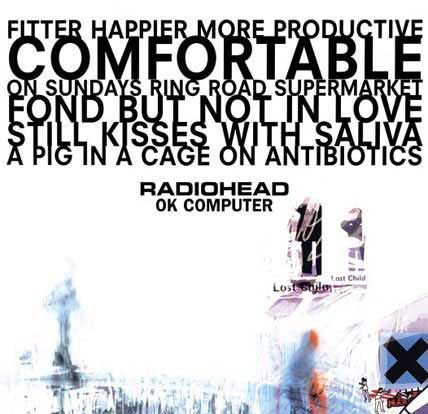 FITTER HAPPIER MORE PRODUCTIVE
COMFORTABLE
ON SUNDAYS RING ROAD SUPERMARKET
FOND BUT NOT IN LOVE
STILL KISSES WITH SALIVA
A PIG IN A CAGE ON ANTIBIOTICS
RADIOHEAD
OK COMPUTER
Lost Child
Lost Child